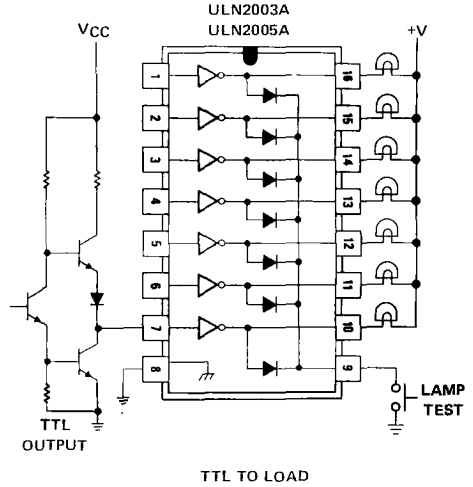 ULN2003A
ULN2005A
VCC
+V
1
16
2
15
3
14
4
13
5
12
6
11
7
10
8
9
LAMP
TEST
TTL
OUTPUT
TTL TO LOAD